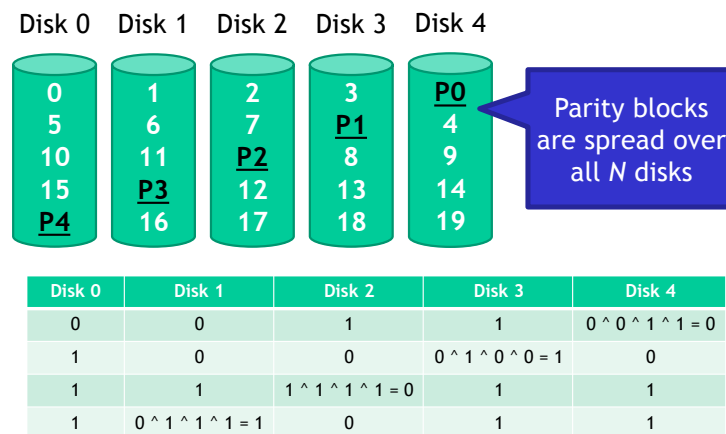 Disk 0 Disk 1 Disk 2 Disk 3 Disk 4
0 1 2 3 P0
5 6 7 P1 4
10 11 P2 8 9
15 P3 12 13 14
P4 16 17 18 19
Parity blocks
are spread over
all N disks
Disk 0 Disk 1 Disk 2 Disk 3 Disk 4
0 0 1 1 0 ^ 0 ^ 1 ^ 1 = 0
1 0 0 0 ^ 1 ^ 0 ^ 0 = 1 0
1 1 1 ^ 1 ^ 1 ^ 1 = 0 1 1
1 0 ^ 1 ^ 1 ^ 1 = 1 0 1 1